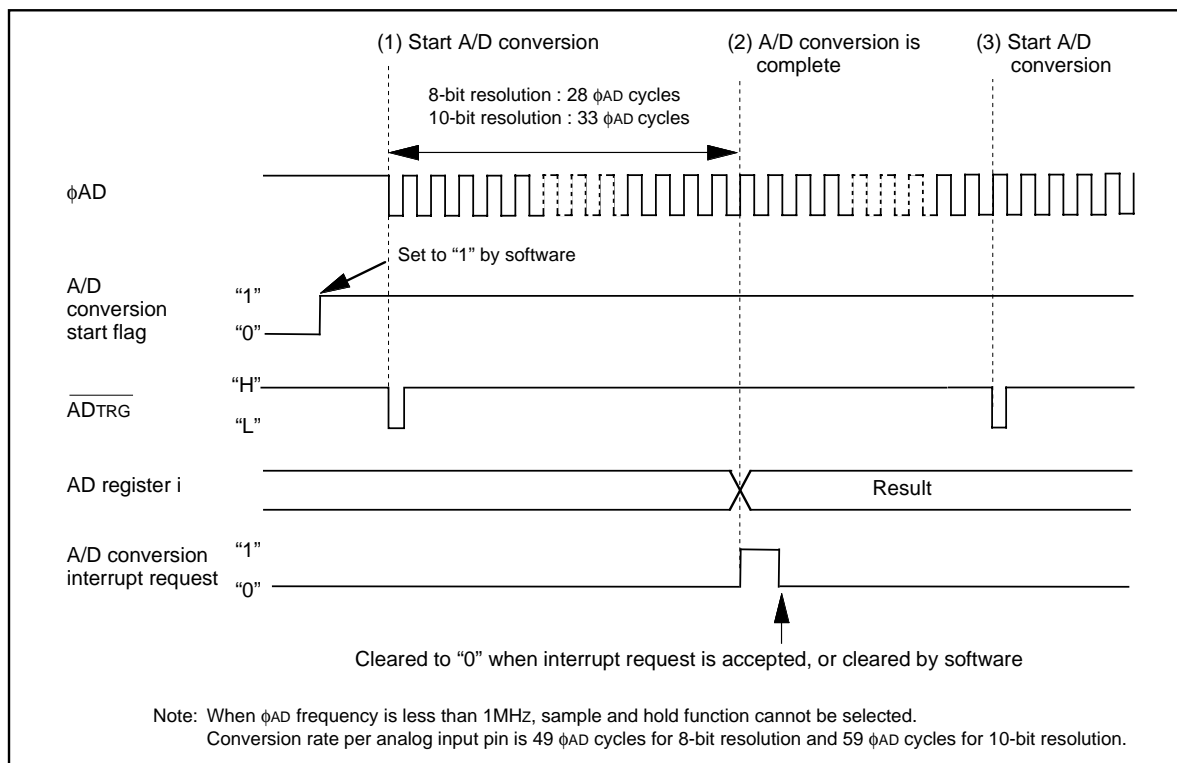 (1) Start A/D conversion
(2) A/D conversion is
complete
(3) Start A/D
conversion
8-bit resolution : 28 ϕAD cycles
10-bit resolution : 33 ϕAD cycles
ϕAD
Set to “1” by software
A/D
conversion
start flag
“1”
“0”
ADTRG
“H”
“L”
AD register i
Result
A/D conversion
interrupt request
“1”
“0”
Cleared to “0” when interrupt request is accepted, or cleared by software
Note: When ϕAD frequency is less than 1MHZ, sample and hold function cannot be selected.
Conversion rate per analog input pin is 49 ϕAD cycles for 8-bit resolution and 59 ϕAD cycles for 10-bit resolution.